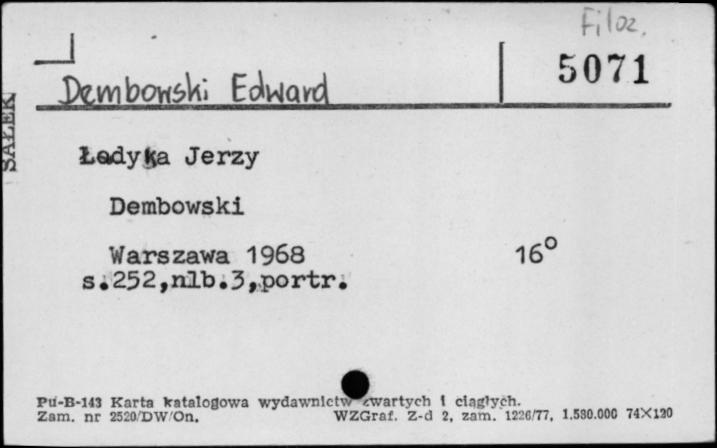 Filoz.
5071
Dembowski Edward
SAŁEK
Ładyka Jerzy
Dembowski
Warszawa 1968 16°
s.252,nlb.3,portr.
Pu-B-143 Karta katalogowa wydawnictw zwartych i ciągłych.
Zam. nr 2520/DW/On. WZGraf. Z-d 2, zam. 1226/77, 1.580.000 74×120